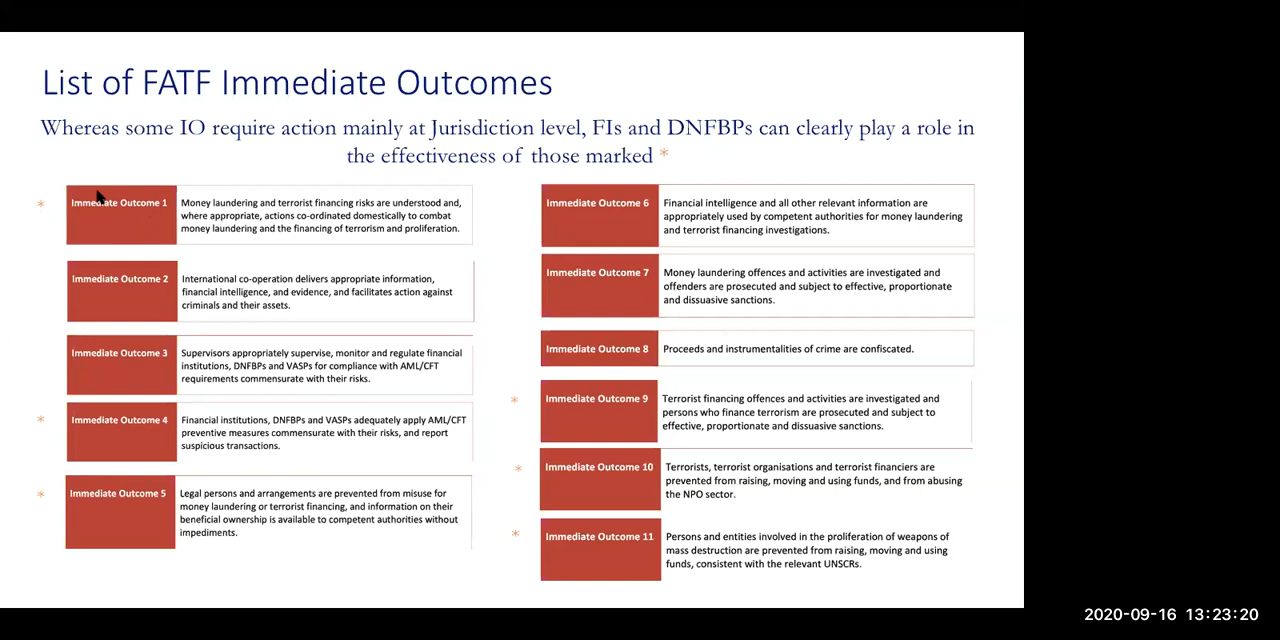 List of FATF Immediate Outcomes
Whereas some IO require action mainly at Jurisdiction level, FIs and DNFBPs can clearly play a role in
the effectiveness of those marked *
* Immediate Outcome 1
Money laundering and terrorist financing risks are understood and,
where appropriate, actions co-ordinated domestically to combat
money laundering and the financing of terrorism and proliferation.
Immediate Outcome 2
International co-operation delivers appropriate information,
financial intelligence, and evidence, and facilitates action against
criminals and their assets.
Immediate Outcome 3
Supervisors appropriately supervise, monitor and regulate financial
institutions, DNFBPs and VASPs for compliance with AML/CFT
requirements commensurate with their risks.
* Immediate Outcome 4
Financial institutions, DNFBPs and VASPs adequately apply AML/CFT
preventive measures commensurate with their risks, and report
suspicious transactions.
* Immediate Outcome 5
Legal persons and arrangements are prevented from misuse for
money laundering or terrorist financing, and information on their
beneficial ownership is available to competent authorities without
impediments.
Immediate Outcome 6
Financial intelligence and all other relevant information are
appropriately used by competent authorities for money laundering
and terrorist financing investigations.
Immediate Outcome 7
Money laundering offences and activities are investigated and
offenders are prosecuted and subject to effective, proportionate
and dissuasive sanctions.
Immediate Outcome 8
Proceeds and instrumentalities of crime are confiscated.
* Immediate Outcome 9
Terrorist financing offences and activities are investigated and
persons who finance terrorism are prosecuted and subject to
effective, proportionate and dissuasive sanctions.
* Immediate Outcome 10
Terrorists, terrorist organisations and terrorist financiers are
prevented from raising, moving and using funds, and from abusing
the NPO sector.
* Immediate Outcome 11
Persons and entities involved in the proliferation of weapons of
mass destruction are prevented from raising, moving and using
funds, consistent with the relevant UNSCRs.
2020-09-16 13:23:20